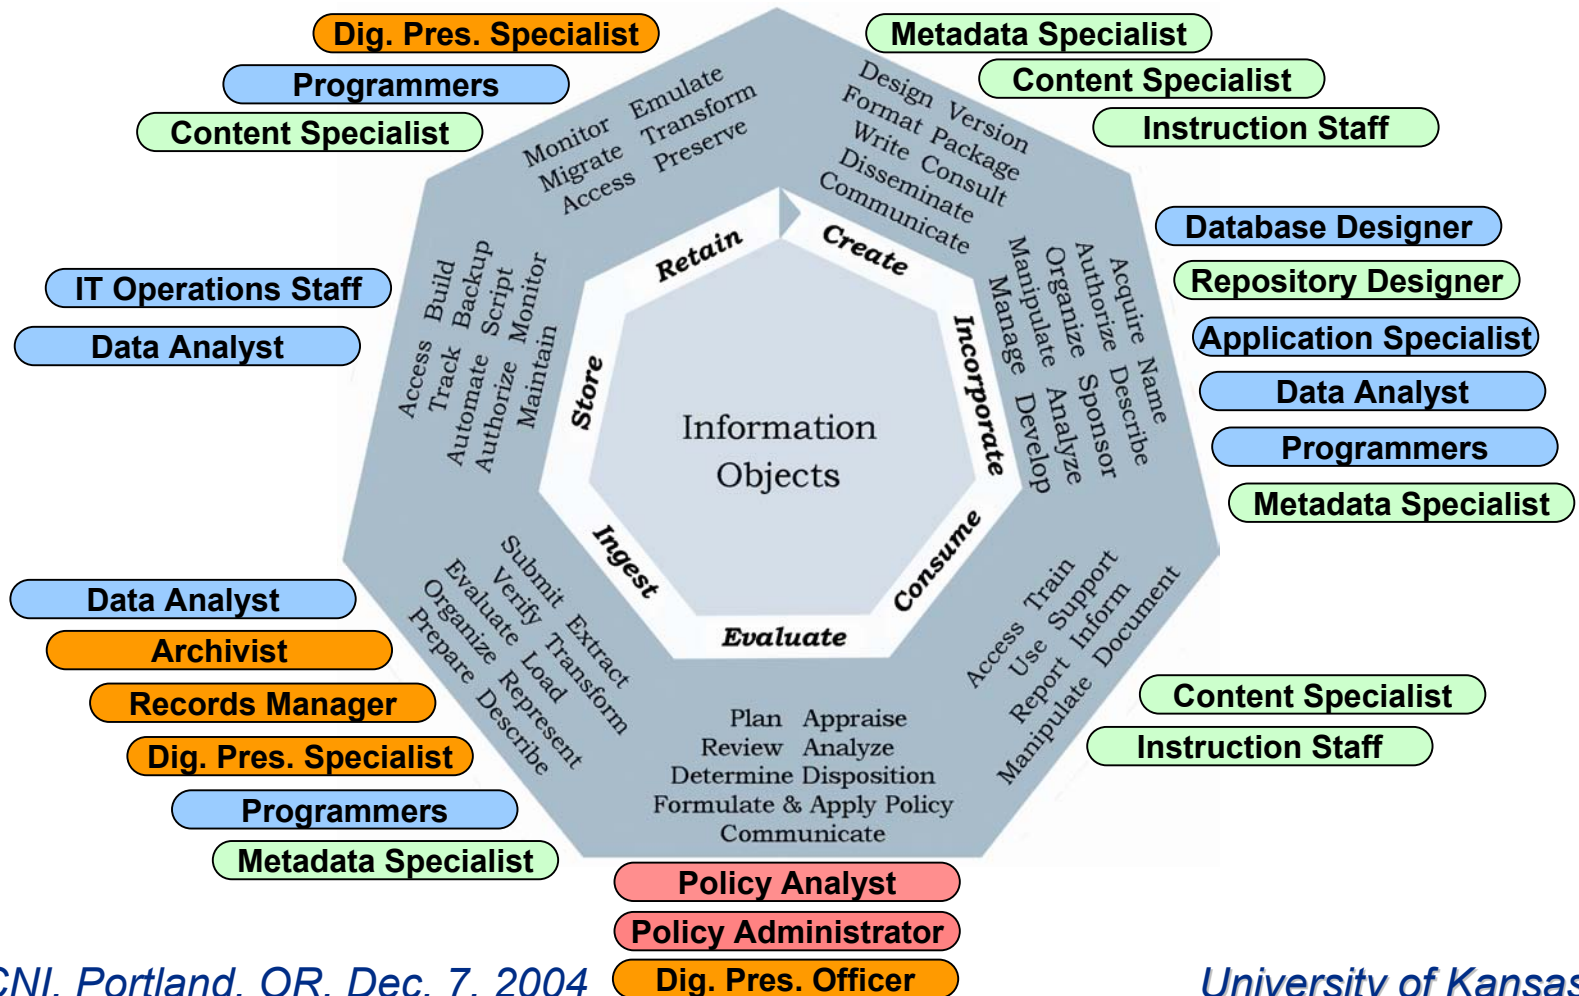 Dig. Pres. Specialist
Programmers
Content Specialist
Metadata Specialist
Content Specialist
Instruction Staff
Monitor Emulate
Migrate Transform
Access Preserve
Design Version
Format Package
Write Consult
Disseminate
Communicate
Retain
Create
Database Designer
Repository Designer
Application Specialist
Data Analyst
Programmers
Metadata Specialist
Acquire Name
Authorize Describe
Organize Sponsor
Manipulate Analyze
Manage Develop
Incorporate
IT Operations Staff
Data Analyst
Access Build
Track Backup
Automate Script
Authorize Monitor
Maintain
Store
Information
Objects
Ingest
Evaluate
Consume
Submit Extract
Verify Transform
Evaluate Load
Organize Represent
Prepare Describe
Access Train
Use Support
Report Inform
Manipulate Document
Data Analyst
Archivist
Records Manager
Dig. Pres. Specialist
Programmers
Metadata Specialist
Plan Appraise
Review Analyze
Determine Disposition
Formulate & Apply Policy
Communicate
Content Specialist
Instruction Staff
Policy Analyst
Policy Administrator
Dig. Pres. Officer
CNI, Portland, OR, Dec. 7, 2004
University of Kansas